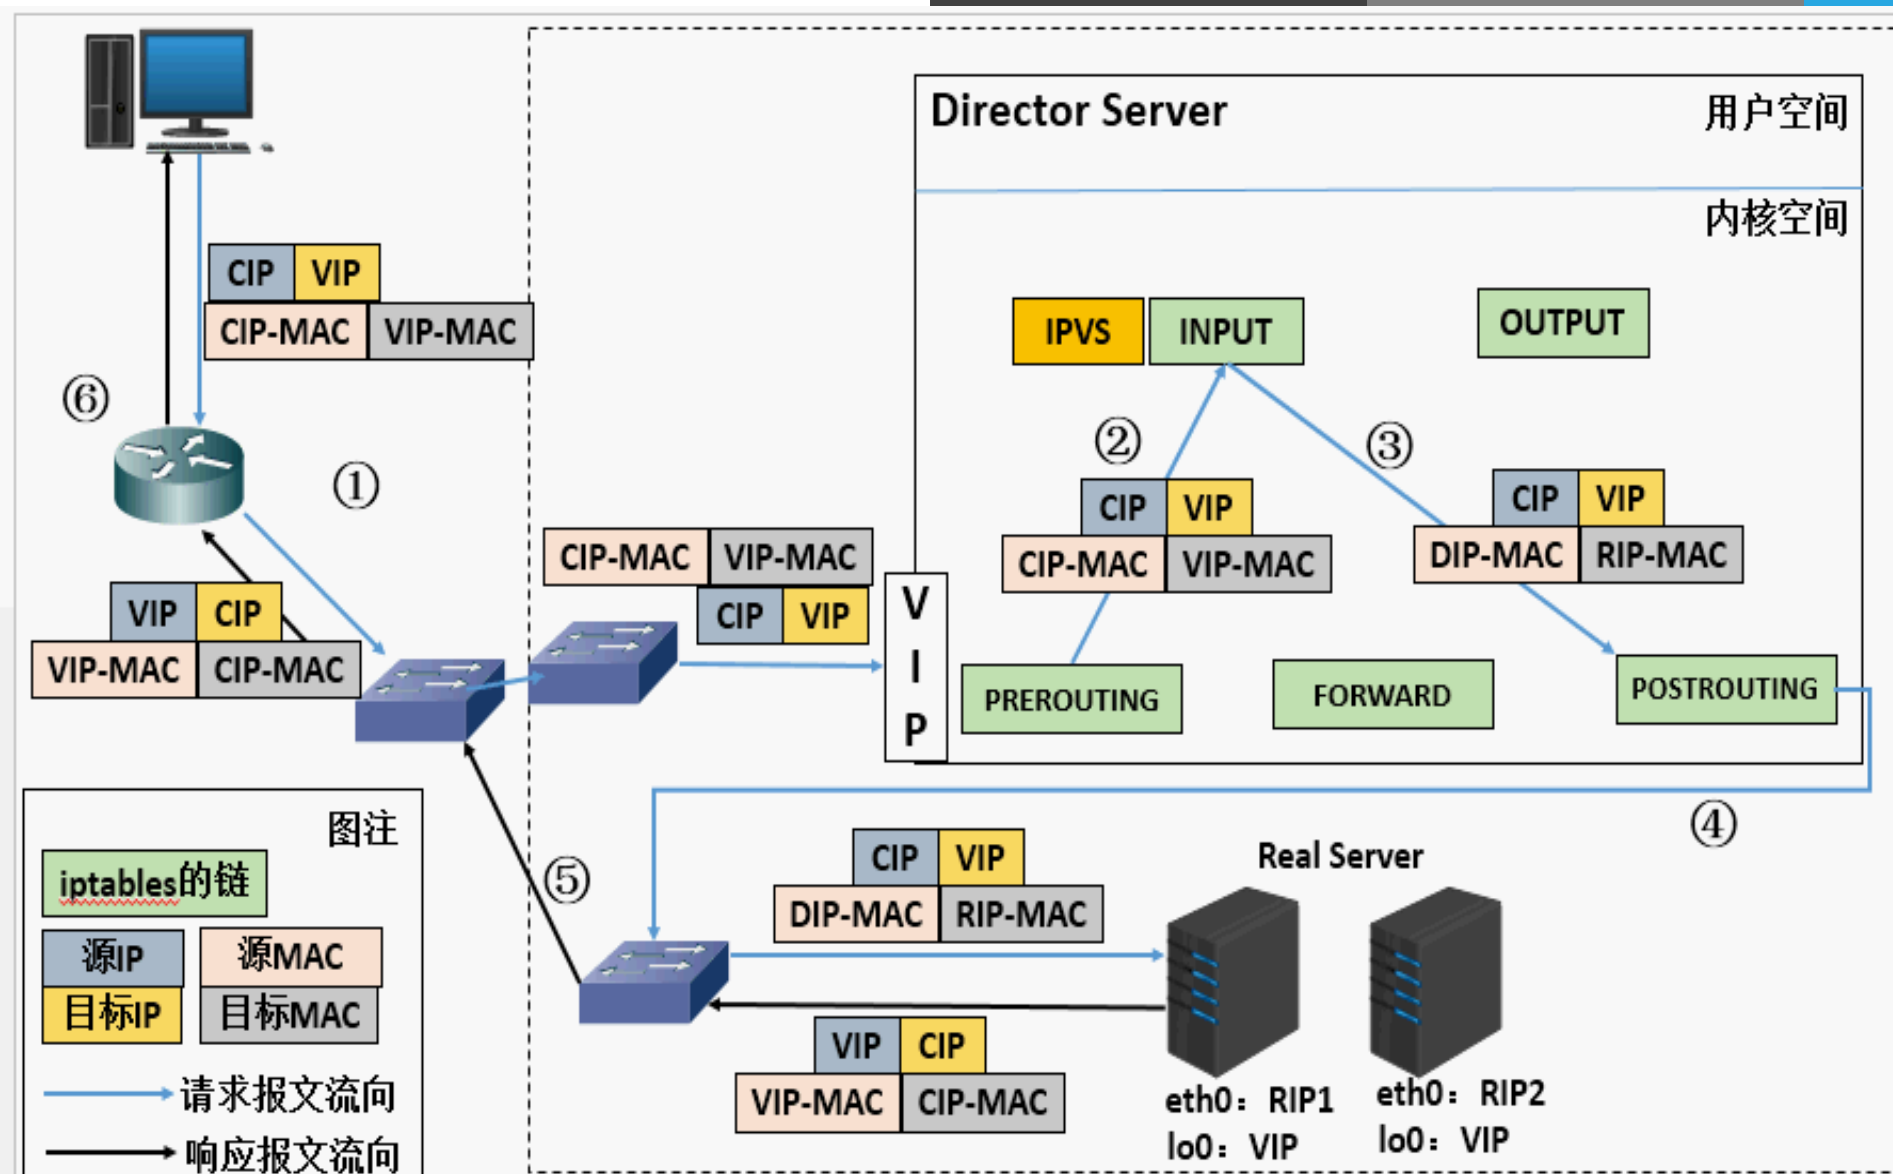 Director Server
用户空间
内核空间
CIP VIP
CIP-MAC VIP-MAC
IPVS INPUT
OUTPUT
⑥
①
②
③
CIP VIP
CIP-MAC VIP-MAC
CIP VIP
DIP-MAC RIP-MAC
CIP-MAC VIP-MAC
CIP VIP
VIP CIP
VIP-MAC CIP-MAC
V
I
P
PREROUTING
FORWARD
POSTROUTING
④
⑤
CIP VIP
DIP-MAC RIP-MAC
Real Server
VIP CIP
VIP-MAC CIP-MAC
eth0：RIP1
lo0：VIP
eth0：RIP2
lo0：VIP
图注
iptables的链
源IP
目标IP
源MAC
目标MAC
请求报文流向
响应报文流向